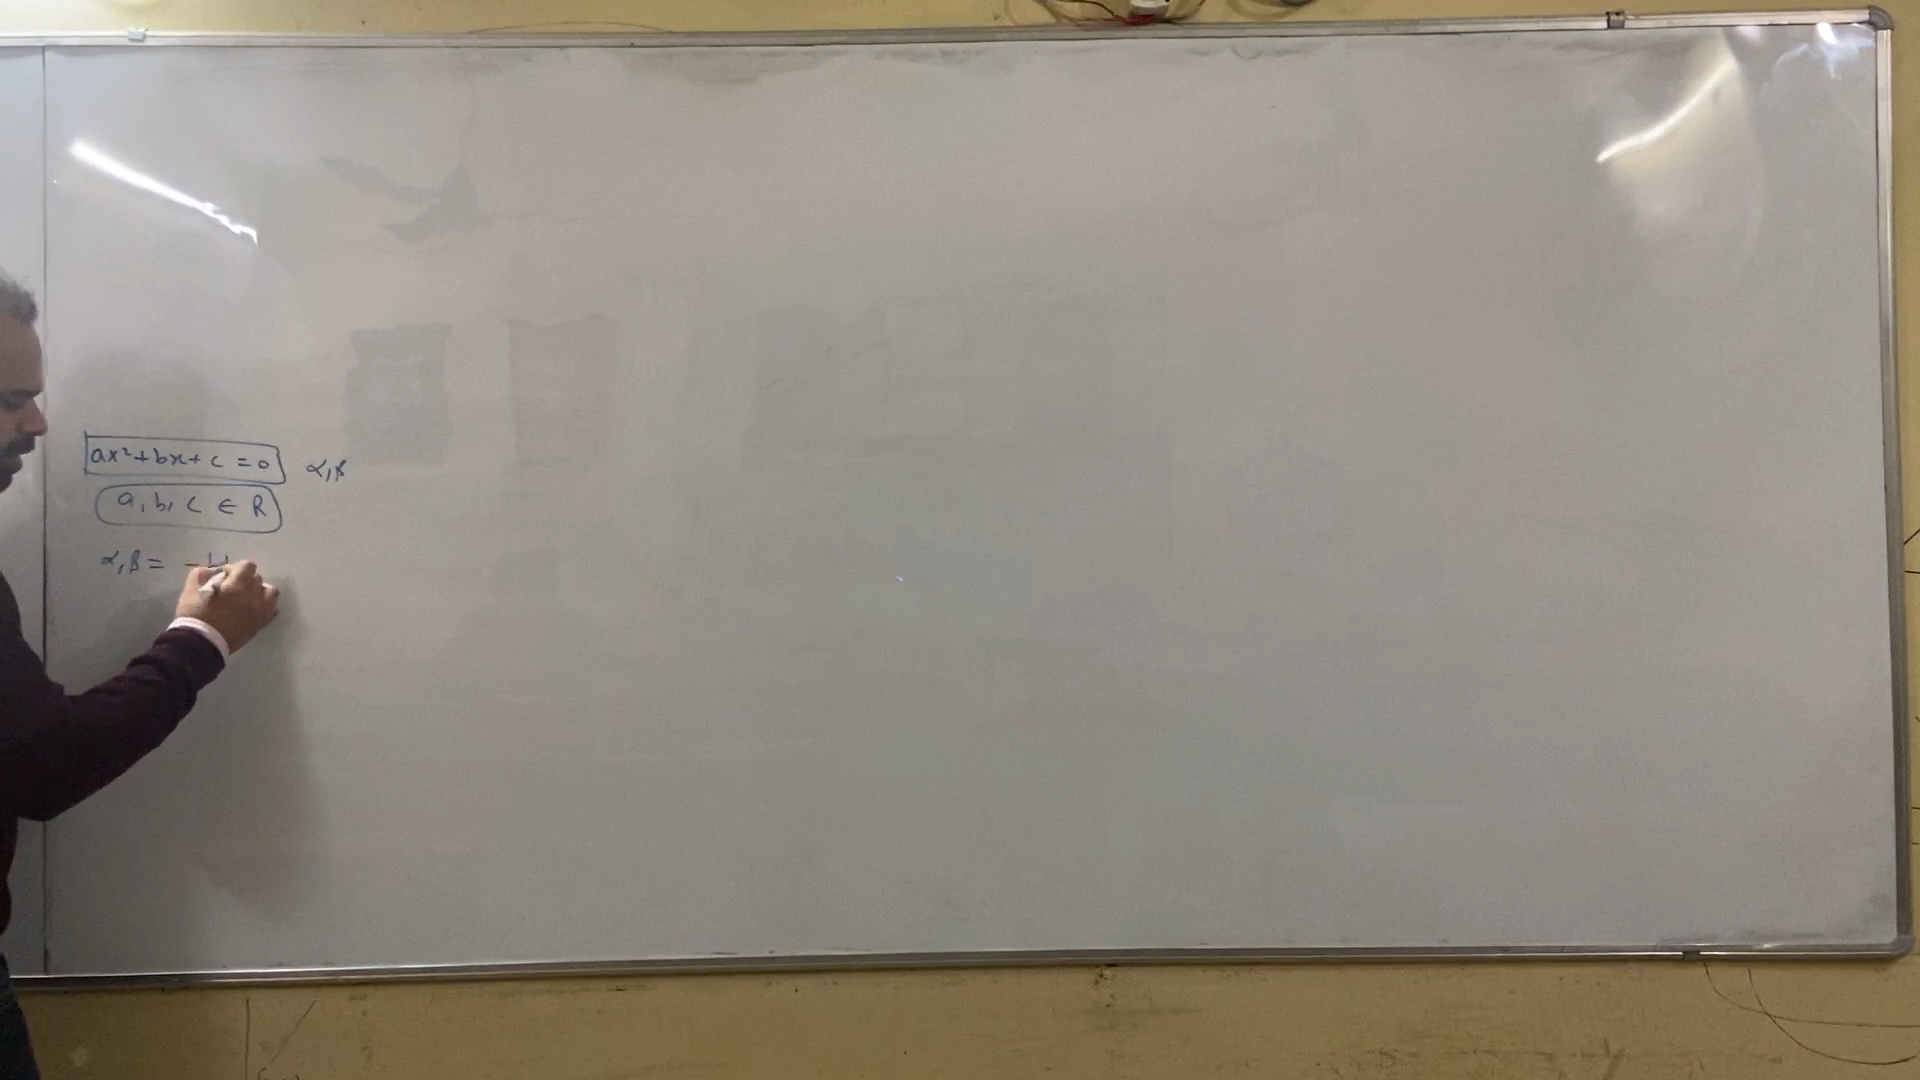 ax²+bx+c=0 α,β
a, b, c ∈ R
α,β = -